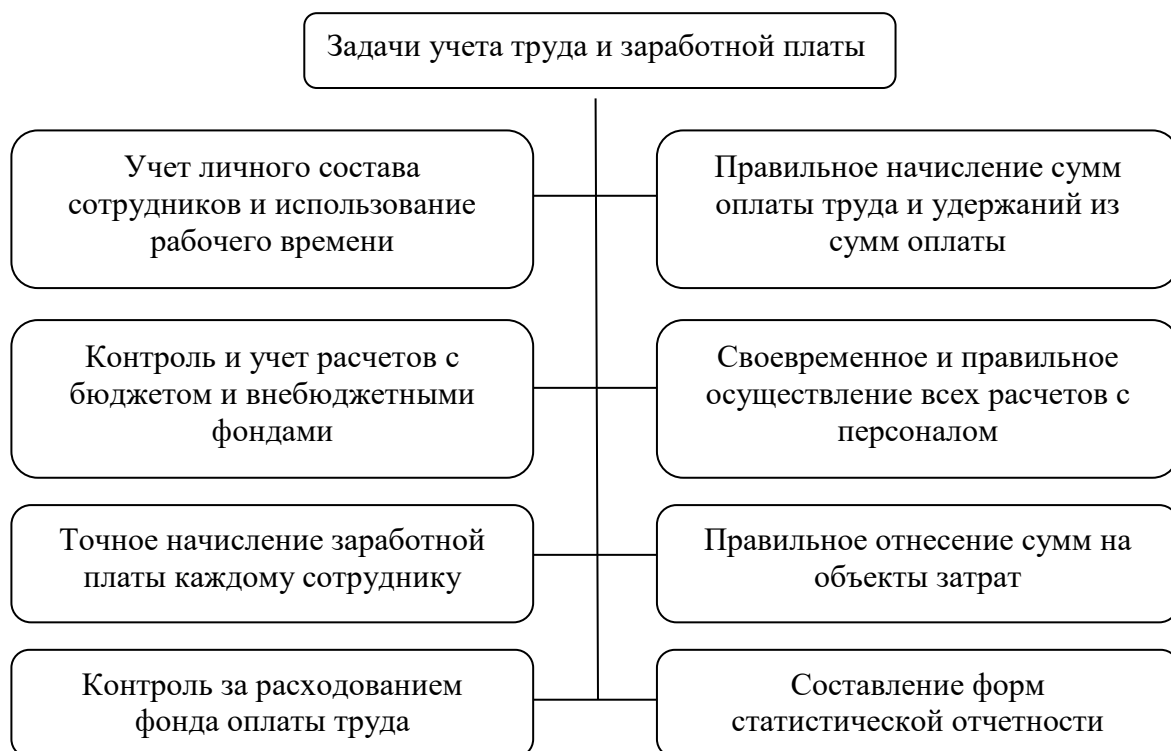 Задачи учета труда и заработной платы
Учет личного состава
сотрудников и использование
рабочего времени
Правильное начисление сумм
оплаты труда и удержаний из
сумм оплаты
Контроль и учет расчетов с
бюджетом и внебюджетными
фондами
Своевременное и правильное
осуществление всех расчетов с
персоналом
Точное начисление заработной
платы каждому сотруднику
Правильное отнесение сумм на
объекты затрат
Контроль за расходованием
фонда оплаты труда
Составление форм
статистической отчетности